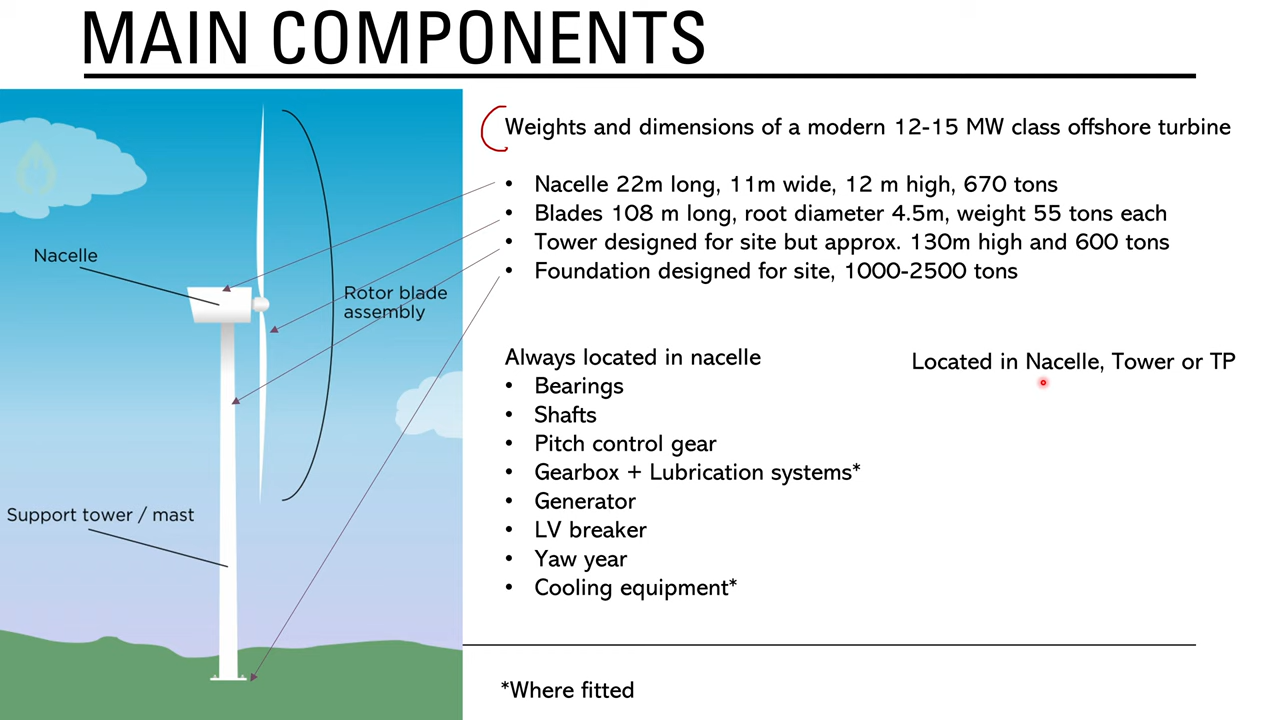 MAIN COMPONENTS
Nacelle
Rotor blade
assembly
Support tower / mast
Weights and dimensions of a modern 12-15 MW class offshore turbine
• Nacelle 22m long, 11m wide, 12 m high, 670 tons
• Blades 108 m long, root diameter 4.5m, weight 55 tons each
• Tower designed for site but approx. 130m high and 600 tons
• Foundation designed for site, 1000-2500 tons
Always located in nacelle
• Bearings
• Shafts
• Pitch control gear
• Gearbox + Lubrication systems*
• Generator
• LV breaker
• Yaw year
• Cooling equipment*
Located in Nacelle, Tower or TP
*Where fitted